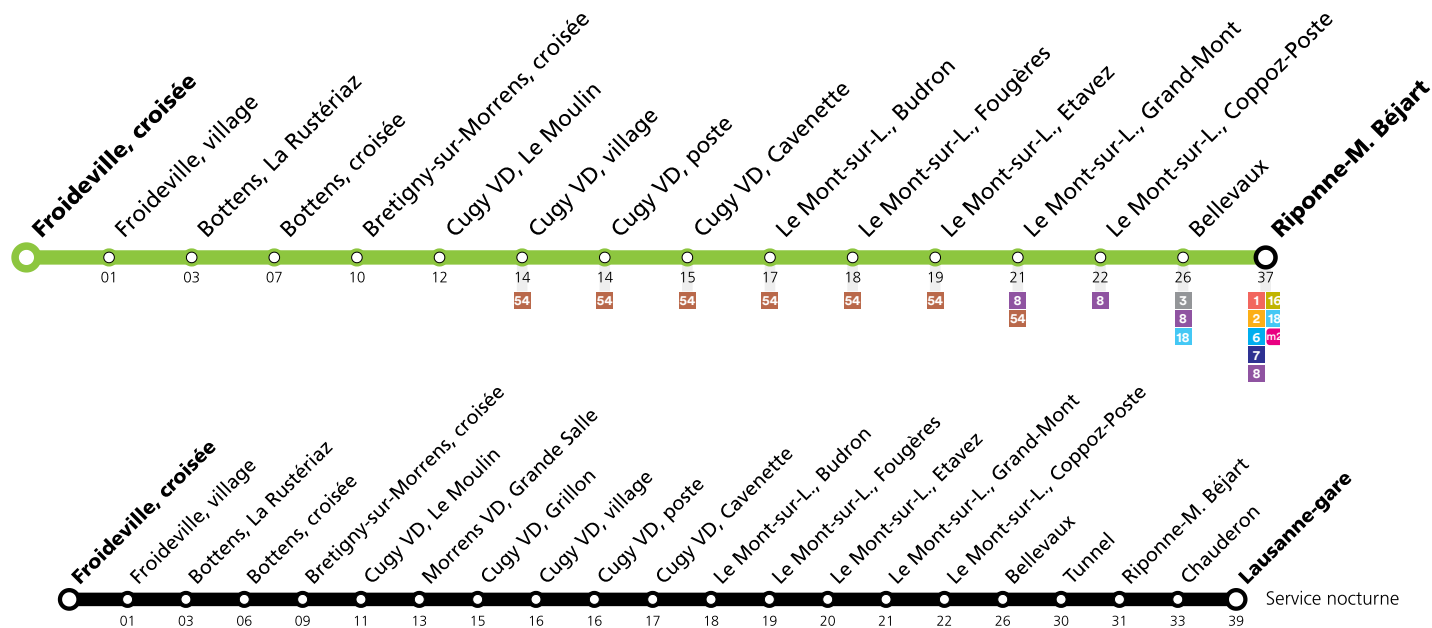 Froideville, croisée
Froideville, village
Bottens, La Rustériaz
Bottens, croisée
Bretigny-sur-Morrens, croisée
Cugy VD, Le Moulin
Cugy VD, village
Cugy VD, poste
Cugy VD, Cavenette
Le Mont-sur-L., Budron
Le Mont-sur-L., Fougères
Le Mont-sur-L., Etavez
Le Mont-sur-L., Grand-Mont
Le Mont-sur-L., Coppoz-Poste
Bellevaux
Riponne-M. Béjart
01 03 07 10 12 14 14 15 17 18 19 21 22 26 37
54 54 54 54 54 54 8 8 3 1 16
54 8 2 18
18 6 m2
7
8
Froideville, croisée
Froideville, village
Bottens, La Rustériaz
Bottens, croisée
Bretigny-sur-Morrens, croisée
Cugy VD, Le Moulin
Morrens VD, Grande Salle
Cugy VD, Grillon
Cugy VD, village
Cugy VD, poste
Cugy VD, Cavenette
Le Mont-sur-L., Budron
Le Mont-sur-L., Fougères
Le Mont-sur-L., Etavez
Le Mont-sur-L., Grand-Mont
Le Mont-sur-L., Coppoz-Poste
Bellevaux
Tunnel
Riponne-M. Béjart
Chauderon
Lausanne-gare
Service nocturne
01 03 06 09 11 13 15 16 16 17 18 19 20 21 22 26 30 31 33 39